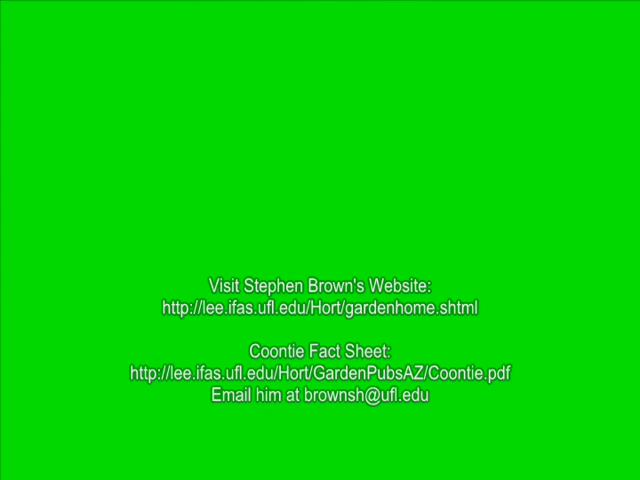 Visit Stephen Brown's Website:
http://lee.ifas.ufl.edu/Hort/gardenhome.shtml
Coontie Fact Sheet:
http://lee.ifas.ufl.edu/Hort/GardenPubsAZ/Coontie.pdf
Email him at brownsh@ufl.edu